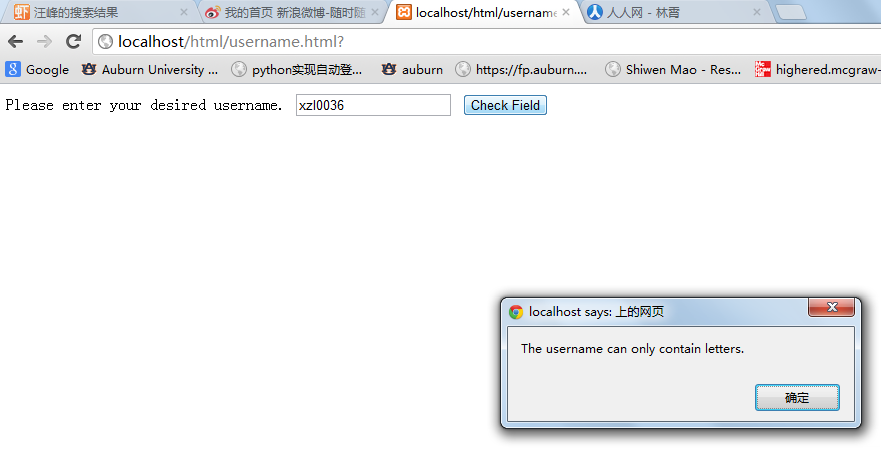 汪峰的搜索结果
我的首页 新浪微博-随时随
localhost/html/username
人人网 - 林霄
localhost/html/username.html?
Google
Auburn University ...
python实现自动登...
auburn
https://fp.auburn....
Shiwen Mao - Res...
highered.mcgraw-
Please enter your desired username.
xzl0036
Check Field
localhost says: 上的网页
The username can only contain letters.
确定